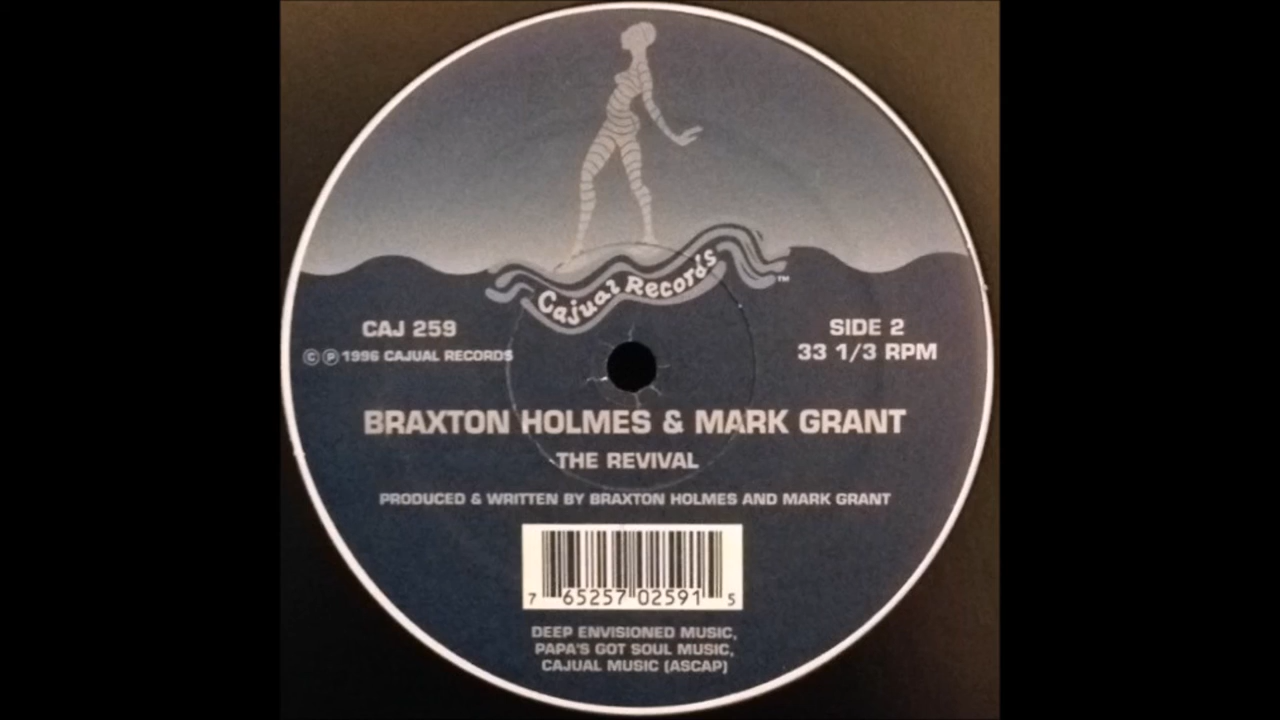 Cajual Records™
CAJ 259
SIDE 2
©℗1996 CAJUAL RECORDS
33 1/3 RPM
BRAXTON HOLMES & MARK GRANT
THE REVIVAL
PRODUCED & WRITTEN BY BRAXTON HOLMES AND MARK GRANT
7 65257 02591 5
DEEP ENVISIONED MUSIC,
PAPA'S GOT SOUL MUSIC,
CAJUAL MUSIC (ASCAP)